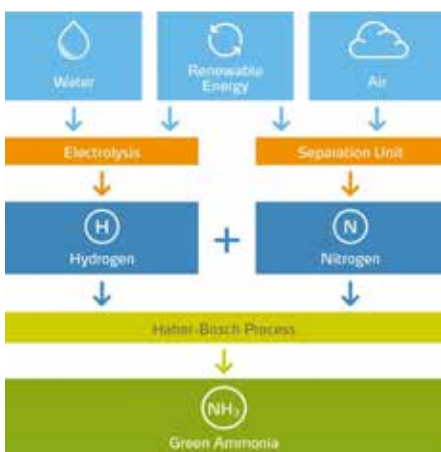 Water
Renewable
Energy
Air
Electrolysis
Separation Unit
H
Hydrogen
+
N
Nitrogen
Haber-Bosch Process
NH₃
Green Ammonia